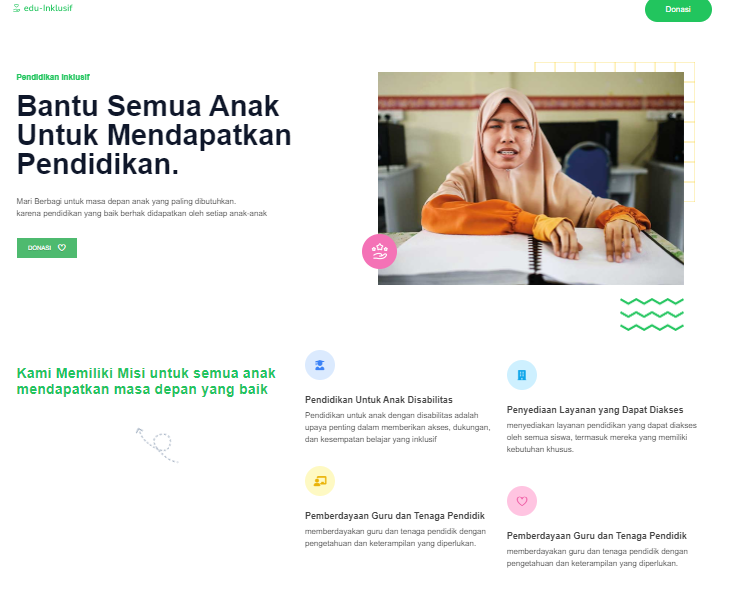 edu-Inklusif
Donasi
Pendidikan Inklusif
Bantu Semua Anak
Untuk Mendapatkan
Pendidikan.
Mari Berbagi untuk masa depan anak yang paling dibutuhkan.
karena pendidikan yang baik berhak didapatkan oleh setiap anak-anak
DONASI
Kami Memiliki Misi untuk semua anak
mendapatkan masa depan yang baik
Pendidikan Untuk Anak Disabilitas
Pendidikan untuk anak dengan disabilitas adalah
upaya penting dalam memberikan akses, dukungan,
dan kesempatan belajar yang inklusif
Penyediaan Layanan yang Dapat Diakses
menyediakan layanan pendidikan yang dapat diakses
oleh semua siswa, termasuk mereka yang memiliki
kebutuhan khusus.
Pemberdayaan Guru dan Tenaga Pendidik
memberdayakan guru dan tenaga pendidik dengan
pengetahuan dan keterampilan yang diperlukan.
Pemberdayaan Guru dan Tenaga Pendidik
memberdayakan guru dan tenaga pendidik dengan
pengetahuan dan keterampilan yang diperlukan.